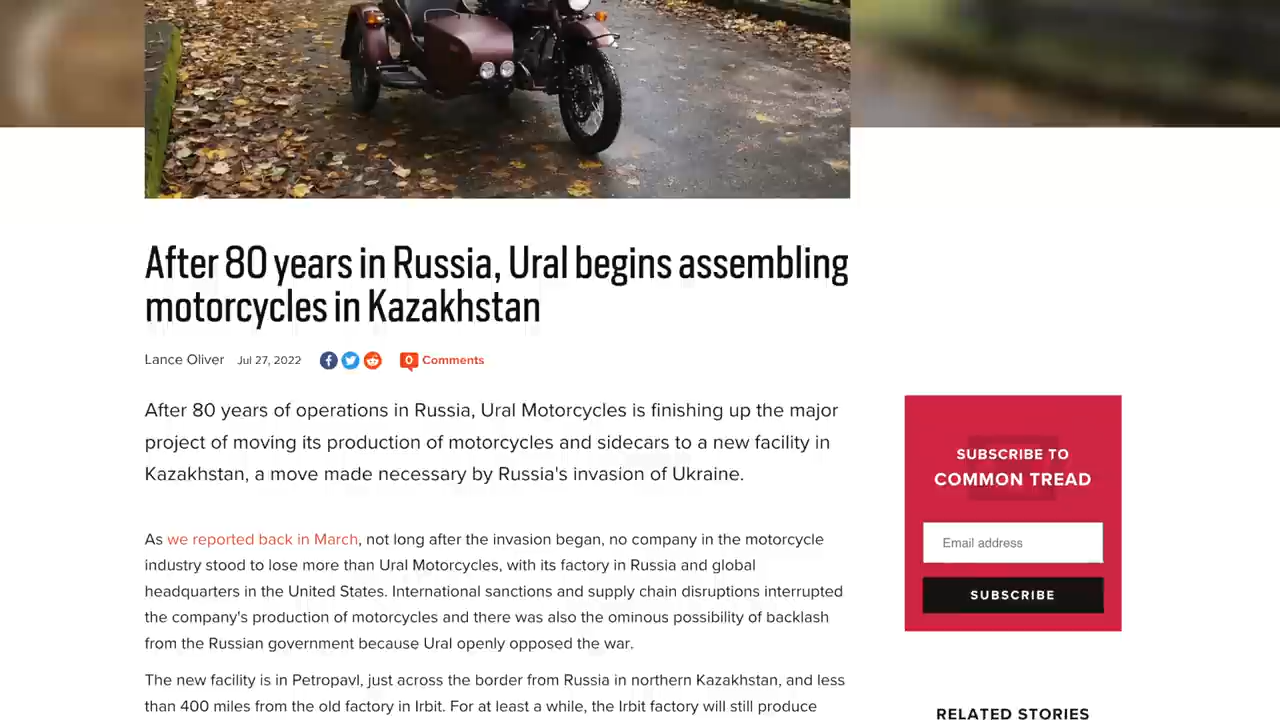 After 80 years in Russia, Ural begins assembling
motorcycles in Kazakhstan
Lance Oliver Jul 27, 2022 0 Comments
After 80 years of operations in Russia, Ural Motorcycles is finishing up the major
project of moving its production of motorcycles and sidecars to a new facility in
Kazakhstan, a move made necessary by Russia's invasion of Ukraine.
As we reported back in March, not long after the invasion began, no company in the motorcycle
industry stood to lose more than Ural Motorcycles, with its factory in Russia and global
headquarters in the United States. International sanctions and supply chain disruptions interrupted
the company's production of motorcycles and there was also the ominous possibility of backlash
from the Russian government because Ural openly opposed the war.
The new facility is in Petropavl, just across the border from Russia in northern Kazakhstan, and less
than 400 miles from the old factory in Irbit. For at least a while, the Irbit factory will still produce
SUBSCRIBE TO
COMMON TREAD
Email address
SUBSCRIBE
RELATED STORIES